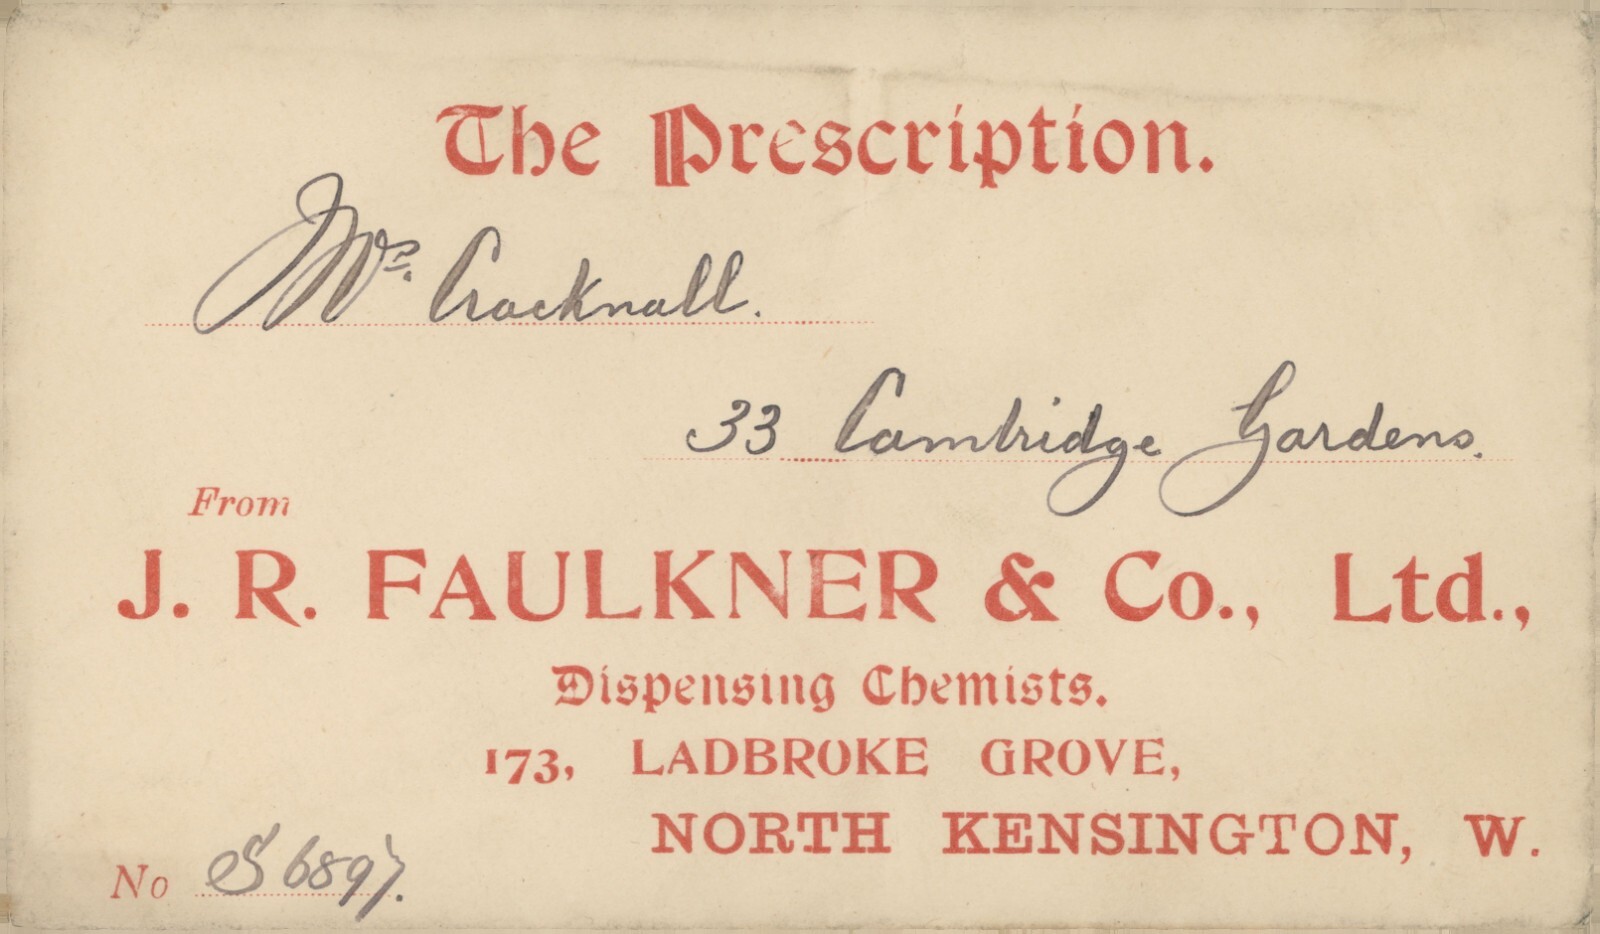 The Prescription.
Mrs. Cracknall.
33 Cambridge Gardens.
From
J. R. FAULKNER & Co., Ltd.,
Dispensing Chemists.
173, LADBROKE GROVE,
NORTH KENSINGTON, W.
No S 6897.